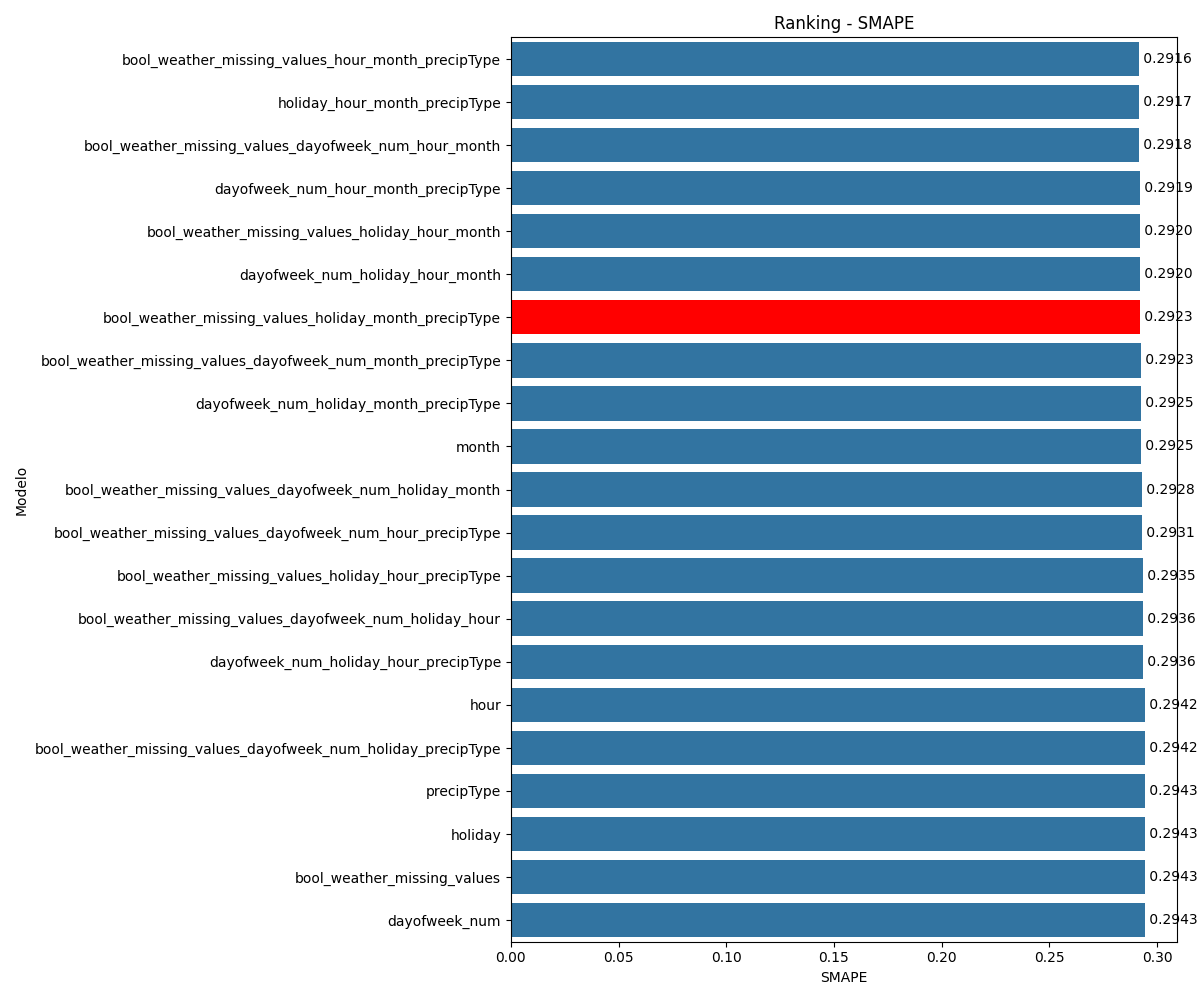 Ranking - SMAPE
bool_weather_missing_values_hour_month_precipType 0.2916
holiday_hour_month_precipType 0.2917
bool_weather_missing_values_dayofweek_num_hour_month 0.2918
dayofweek_num_hour_month_precipType 0.2919
bool_weather_missing_values_holiday_hour_month 0.2920
dayofweek_num_holiday_hour_month 0.2920
bool_weather_missing_values_holiday_month_precipType 0.2923
bool_weather_missing_values_dayofweek_num_month_precipType 0.2923
dayofweek_num_holiday_month_precipType 0.2925
month 0.2925
bool_weather_missing_values_dayofweek_num_holiday_month 0.2928
bool_weather_missing_values_dayofweek_num_hour_precipType 0.2931
bool_weather_missing_values_holiday_hour_precipType 0.2935
bool_weather_missing_values_dayofweek_num_holiday_hour 0.2936
dayofweek_num_holiday_hour_precipType 0.2936
hour 0.2942
bool_weather_missing_values_dayofweek_num_holiday_precipType 0.2942
precipType 0.2943
holiday 0.2943
bool_weather_missing_values 0.2943
dayofweek_num 0.2943
Modelo
0.00 0.05 0.10 0.15 0.20 0.25 0.30
SMAPE